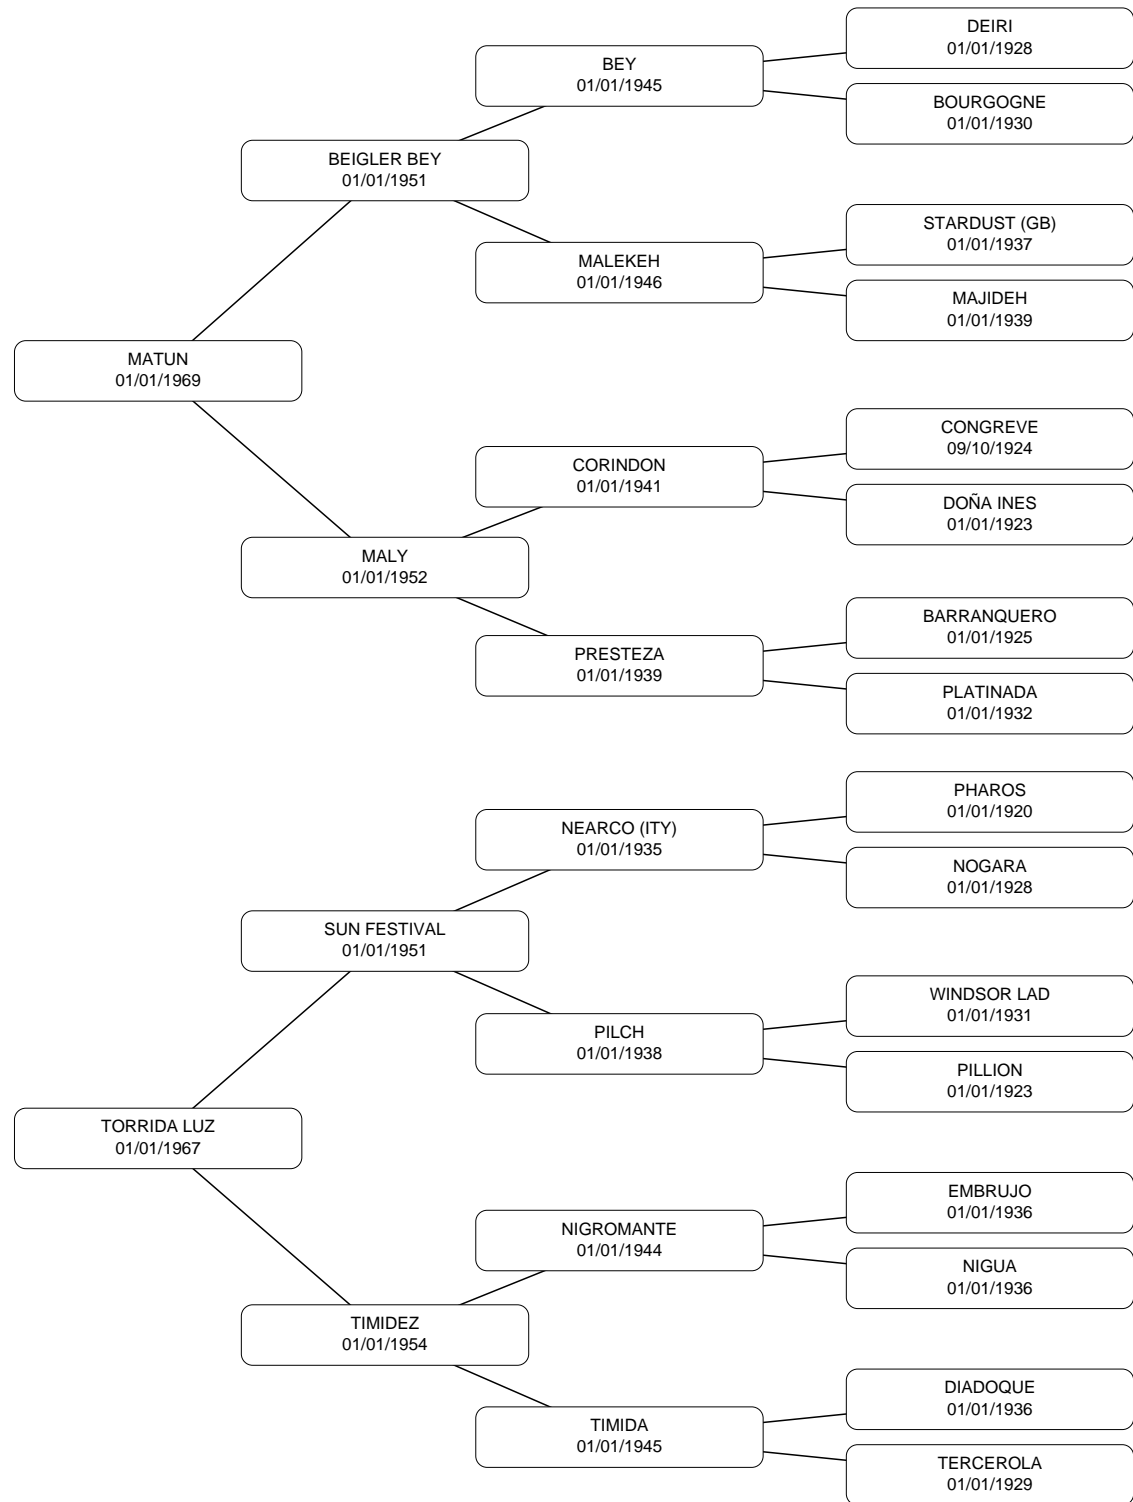 DEIRI
01/01/1928
BEY
01/01/1945
BOURGOGNE
01/01/1930
BEIGLER BEY
01/01/1951
STARDUST (GB)
01/01/1937
MALEKEH
01/01/1946
MAJIDEH
01/01/1939
MATUN
01/01/1969
CONGREVE
09/10/1924
CORINDON
01/01/1941
DOÑA INES
01/01/1923
MALY
01/01/1952
BARRANQUERO
01/01/1925
PRESTEZA
01/01/1939
PLATINADA
01/01/1932
PHAROS
01/01/1920
NEARCO (ITY)
01/01/1935
NOGARA
01/01/1928
SUN FESTIVAL
01/01/1951
WINDSOR LAD
01/01/1931
PILCH
01/01/1938
PILLION
01/01/1923
TORRIDA LUZ
01/01/1967
EMBRUJO
01/01/1936
NIGROMANTE
01/01/1944
NIGUA
01/01/1936
TIMIDEZ
01/01/1954
DIADOQUE
01/01/1936
TIMIDA
01/01/1945
TERCEROLA
01/01/1929